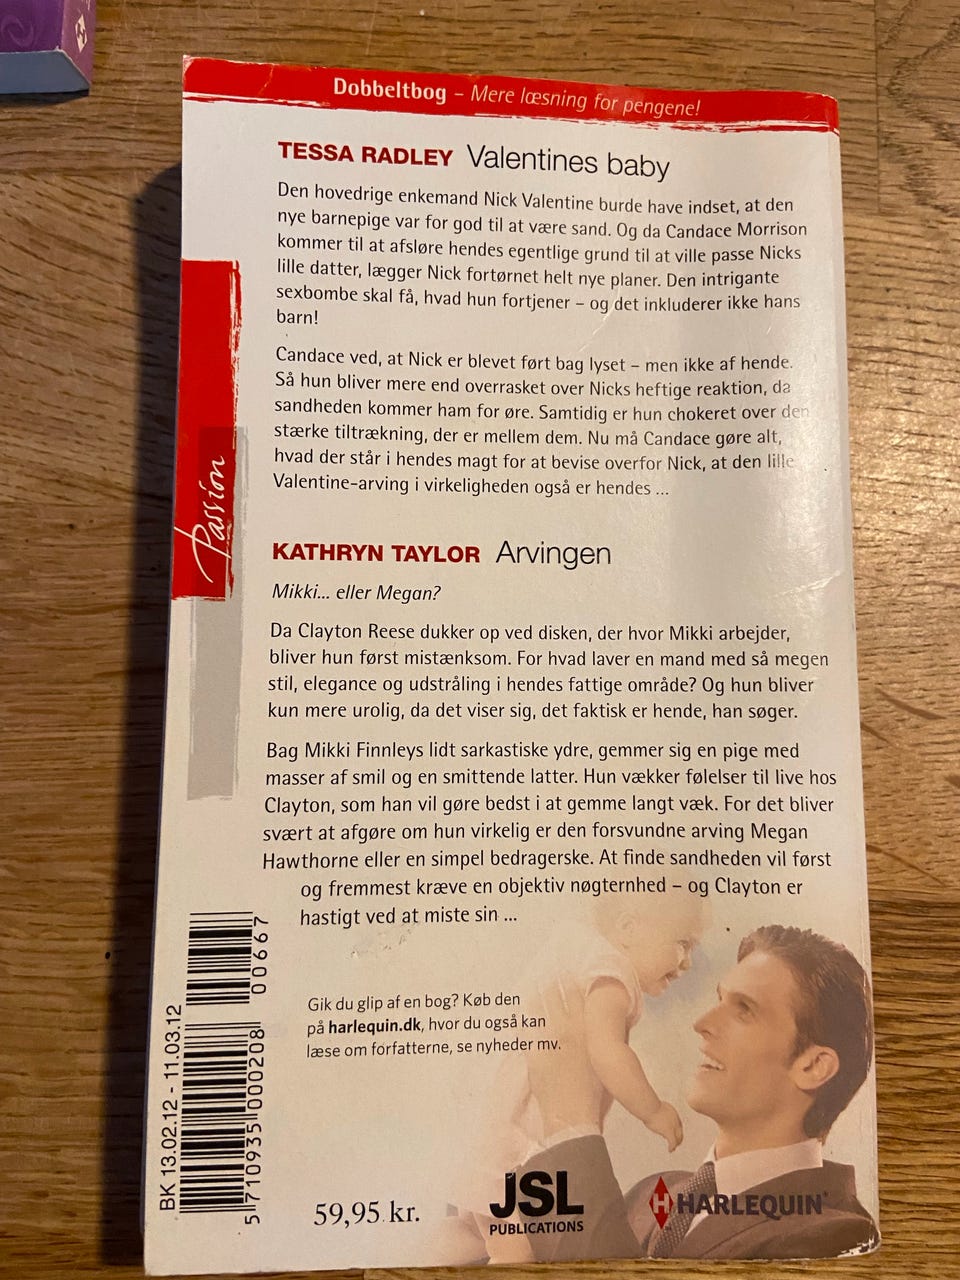 Dobbeltbog – Mere læsning for pengene!
TESSA RADLEY Valentines baby
Den hovedrige enkemand Nick Valentine burde have indset, at den
nye barnepige var for god til at være sand. Og da Candace Morrison
kommer til at afsløre hendes egentlige grund til at ville passe Nicks
lille datter, lægger Nick fortørnet helt nye planer. Den intrigante
sexbombe skal få, hvad hun fortjener – og det inkluderer ikke hans
barn!
Candace ved, at Nick er blevet ført bag lyset – men ikke af hende.
Så hun bliver mere end overrasket over Nicks heftige reaktion, da
sandheden kommer ham for øre. Samtidig er hun chokeret over den
stærke tiltrækning, der er mellem dem. Nu må Candace gøre alt,
hvad der står i hendes magt for at bevise overfor Nick, at den lille
Valentine-arving i virkeligheden også er hendes ...
Passion
KATHRYN TAYLOR Arvingen
Mikki... eller Megan?
Da Clayton Reese dukker op ved disken, der hvor Mikki arbejder,
bliver hun først mistænksom. For hvad laver en mand med så megen
stil, elegance og udstråling i hendes fattige område? Og hun bliver
kun mere urolig, da det viser sig, det faktisk er hende, han søger.
Bag Mikki Finnleys lidt sarkastiske ydre, gemmer sig en pige med
masser af smil og en smittende latter. Hun vækker følelser til live hos
Clayton, som han vil gøre bedst i at gemme langt væk. For det bliver
svært at afgøre om hun virkelig er den forsvundne arving Megan
Hawthorne eller en simpel bedragerske. At finde sandheden vil først
og fremmest kræve en objektiv nøgternhed – og Clayton er
hastigt ved at miste sin ...
Gik du glip af en bog? Køb den
på harlequin.dk, hvor du også kan
læse om forfatterne, se nyheder mv.
BK 13.02.12 - 11.03.12
5 710935 000208
00667
59,95 kr.
JSL
PUBLICATIONS
H HARLEQUIN®